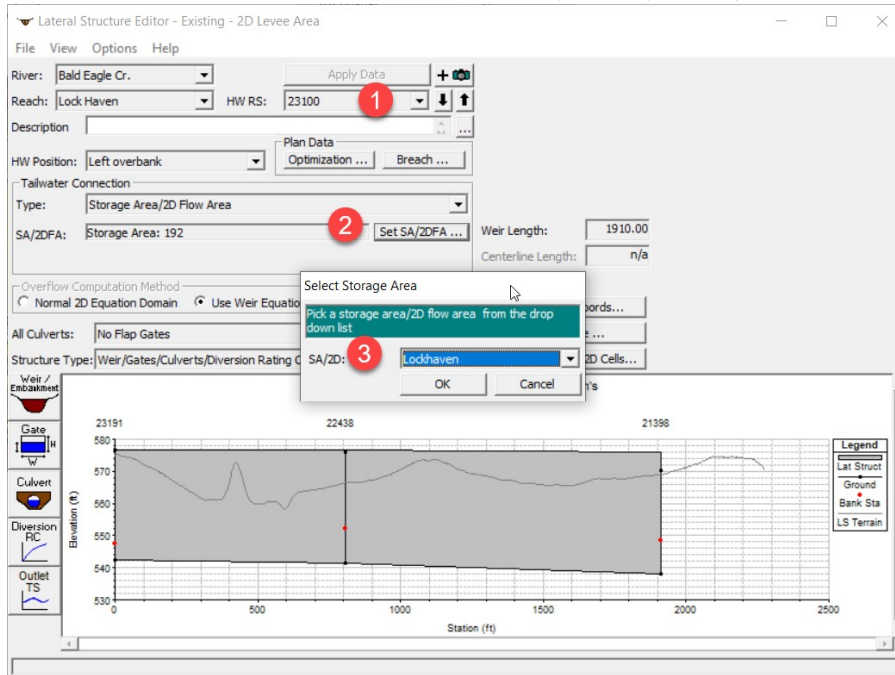 Lateral Structure Editor - Existing - 2D Levee Area
File View Options Help
River: Bald Eagle Cr. Apply Data
Reach: Lock Haven HW RS: 23100 1
Description ...
Plan Data
HW Position: Left overbank Optimization ... Breach ...
Tailwater Connection
Type: Storage Area/2D Flow Area
SA/2DFA: Storage Area: 192 2 Set SA/2DFA ... Weir Length: 1910.00
Centerline Length: n/a
Overflow Computation Method
Normal 2D Equation Domain Use Weir Equatio
Select Storage Area
Pick a storage area/2D flow area from the drop
down list
SA/2D: 3 Lockhaven
OK Cancel
ords...
...
2D Cells...
All Culverts: No Flap Gates
Structure Type: Weir/Gates/Culverts/Diversion Rating C
n's
Weir /
Embankment
Gate
H
W
Culvert
Diversion
RC
Outlet
TS
23191 22438 21398
580
570
560
550
540
530
Elevation (ft)
0 500 1000 1500 2000 2500
Station (ft)
Legend
Lat Struct
Ground
Bank Sta
LS Terrain